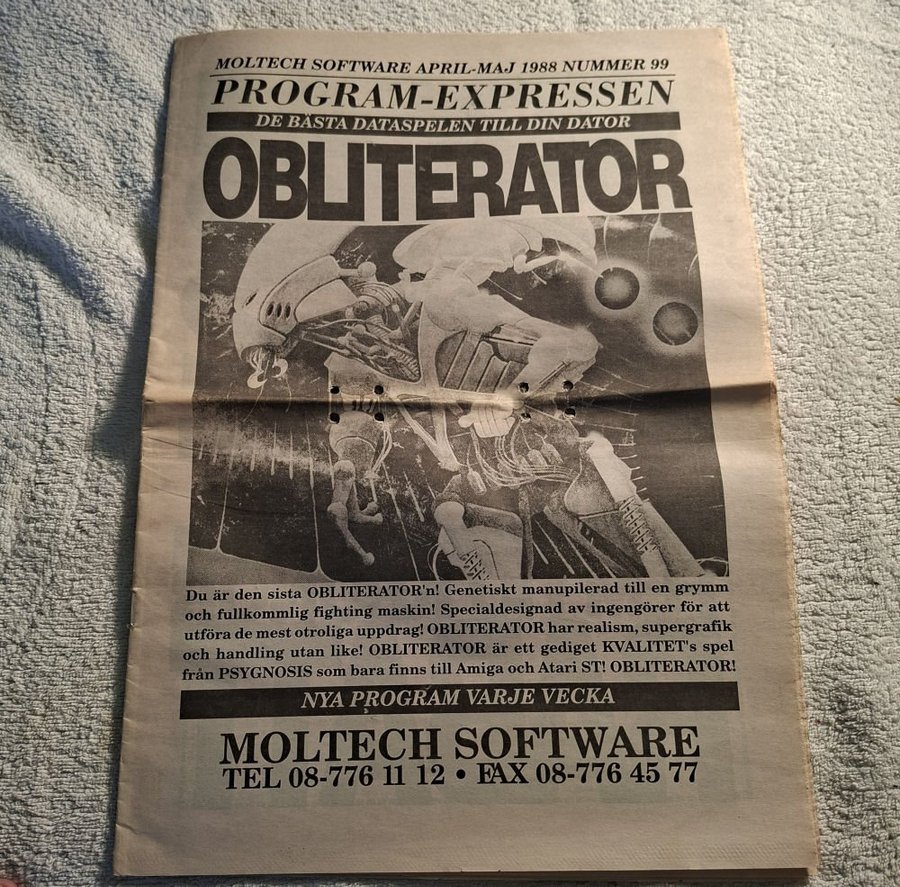 MOLTECH SOFTWARE APRIL-MAJ 1988 NUMMER 99
PROGRAM-EXPRESSEN
DE BÄSTA DATASPELEN TILL DIN DATOR
OBLITERATOR
Du är den sista OBLITERATOR'n! Genetiskt manupilerad till en grymm
och fullkommlig fighting maskin! Specialdesignad av ingengörer för att
utföra de mest otroliga uppdrag! OBLITERATOR har realism, supergrafik
och handling utan like! OBLITERATOR är ett gediget KVALITET's spel
från PSYGNOSIS som bara finns till Amiga och Atari ST! OBLITERATOR!
NYA PROGRAM VARJE VECKA
MOLTECH SOFTWARE
TEL 08-776 11 12 • FAX 08-776 45 77